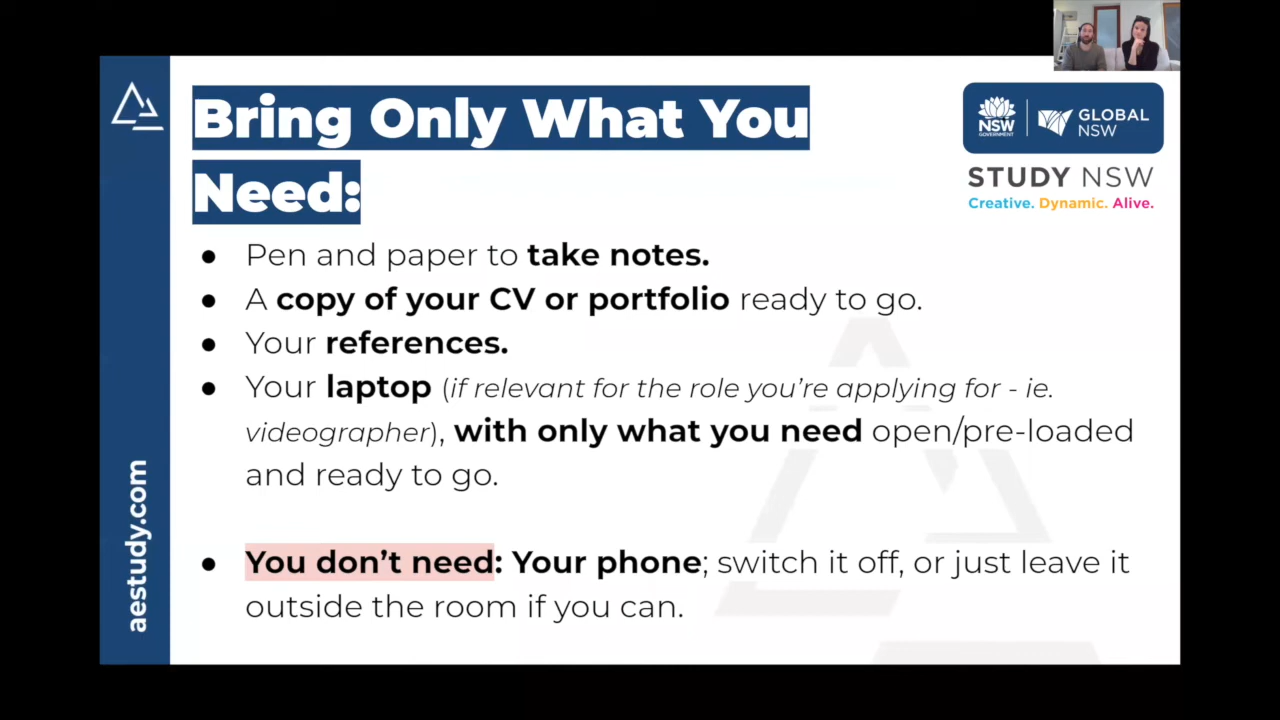 Bring Only What You
Need:
● Pen and paper to take notes.
● A copy of your CV or portfolio ready to go.
● Your references.
● Your laptop (if relevant for the role you’re applying for - ie.
videographer), with only what you need open/pre-loaded
and ready to go.
● You don’t need: Your phone; switch it off, or just leave it
outside the room if you can.
NSW
GOVERNMENT
GLOBAL
NSW
STUDY NSW
Creative. Dynamic. Alive.
aestudy.com